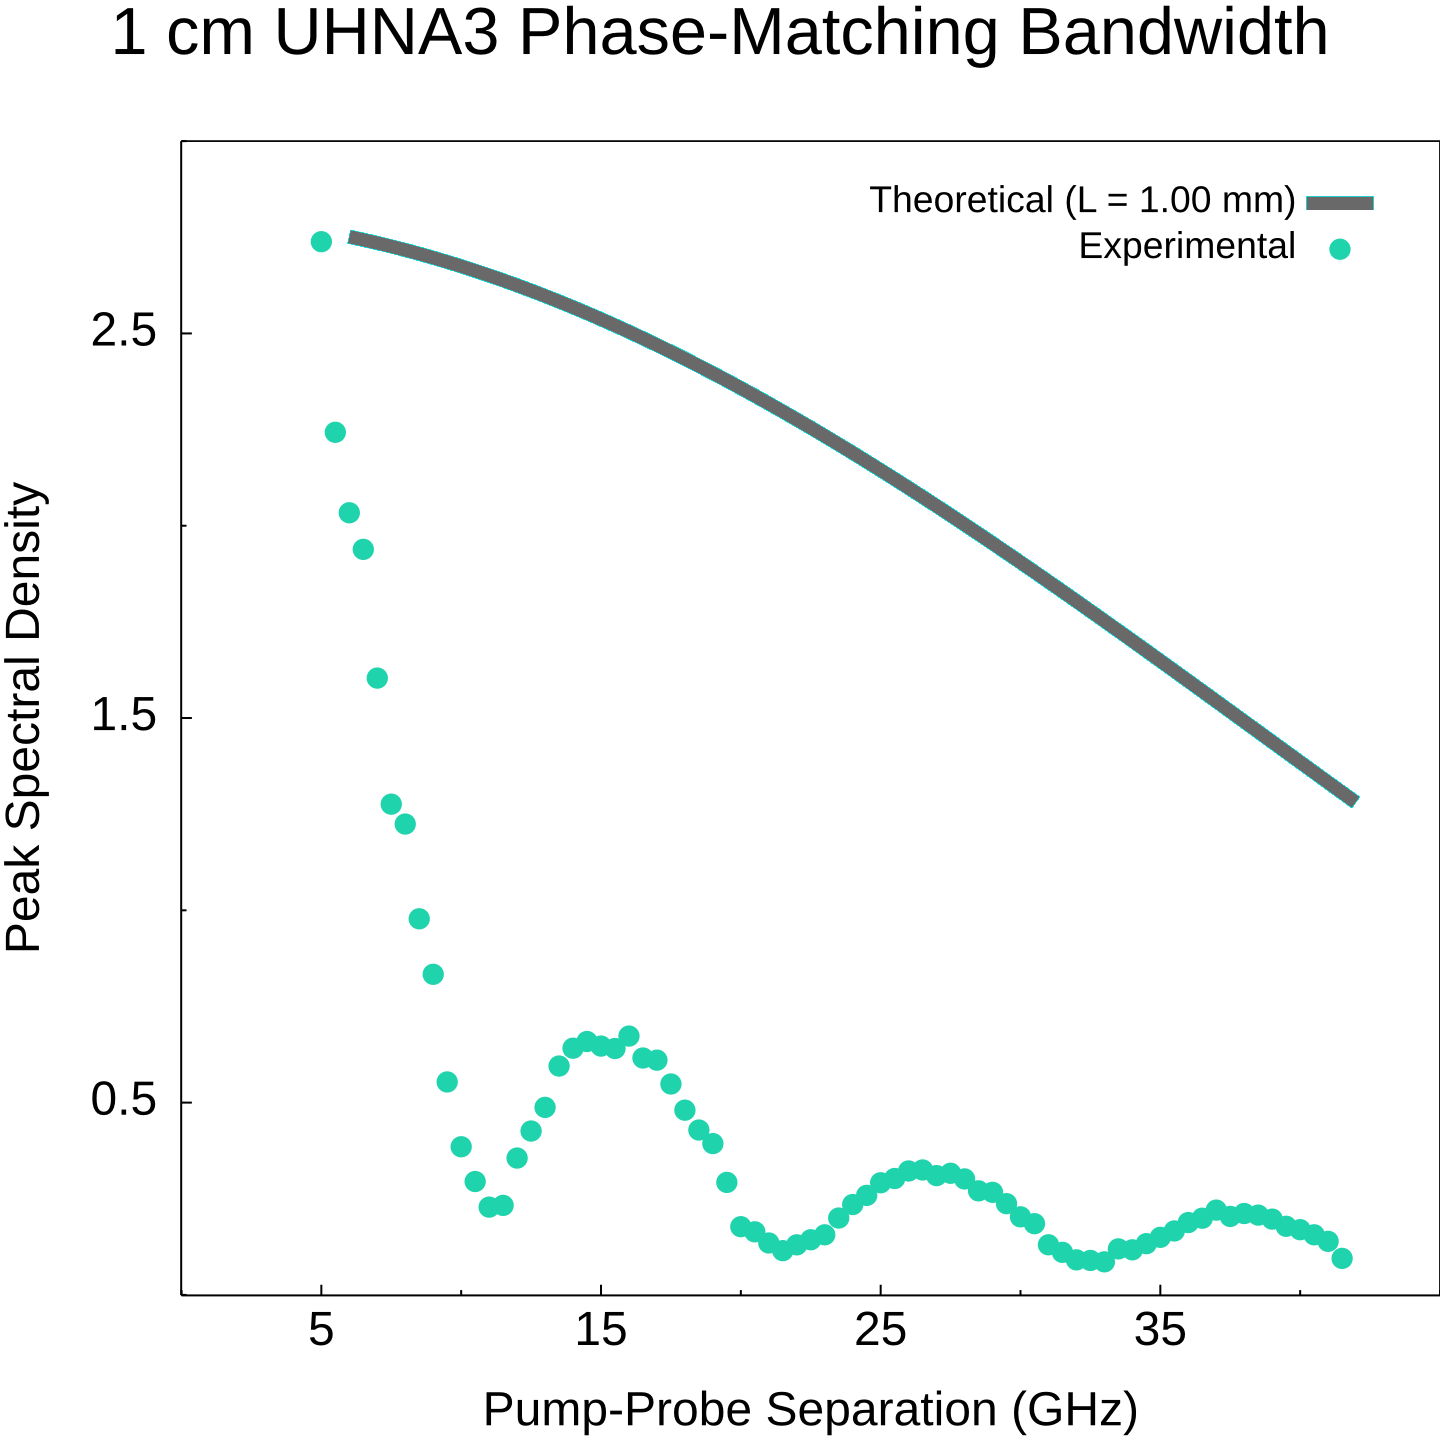 1 cm UHNA3 Phase-Matching Bandwidth
Theoretical (L = 1.00 mm)
Experimental
2.5
1.5
0.5
Peak Spectral Density
5 15 25 35
Pump-Probe Separation (GHz)